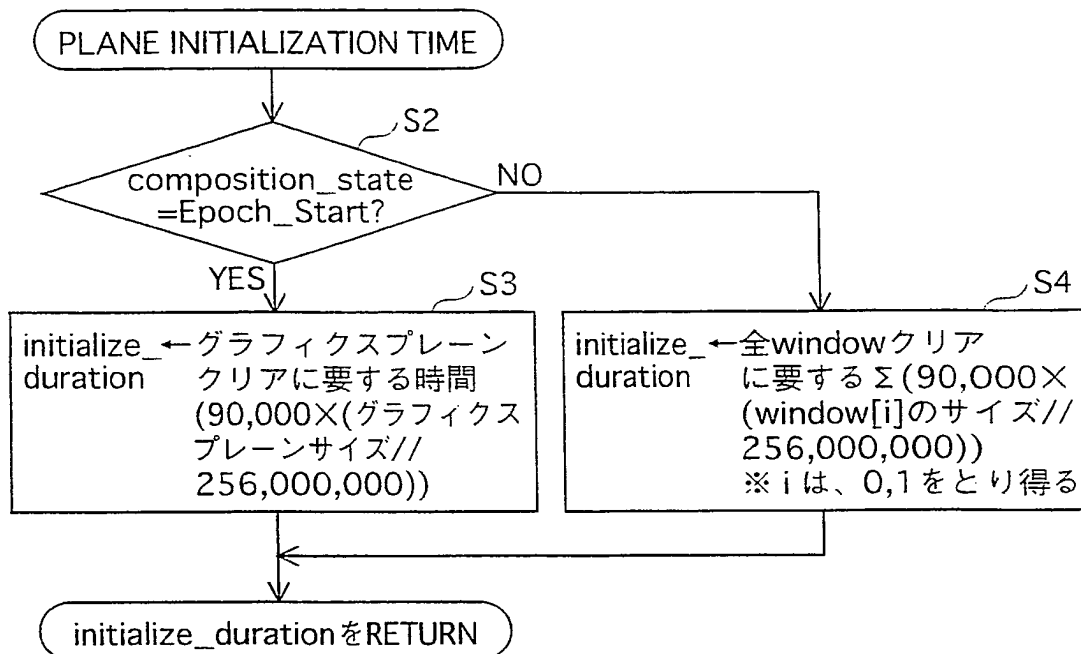 PLANE INITIALIZATION TIME
S2
composition_state
=Epoch_Start?
NO
YES
S3
initialize_←グラフィクスプレーン
duration クリアに要する時間
(90,000×(グラフィクス
プレーンサイズ//
256,000,000))
S4
initialize_←全windowクリア
duration に要するΣ(90,000×
(window[i]のサイズ//
256,000,000))
※iは、0,1をとり得る
initialize_durationをRETURN